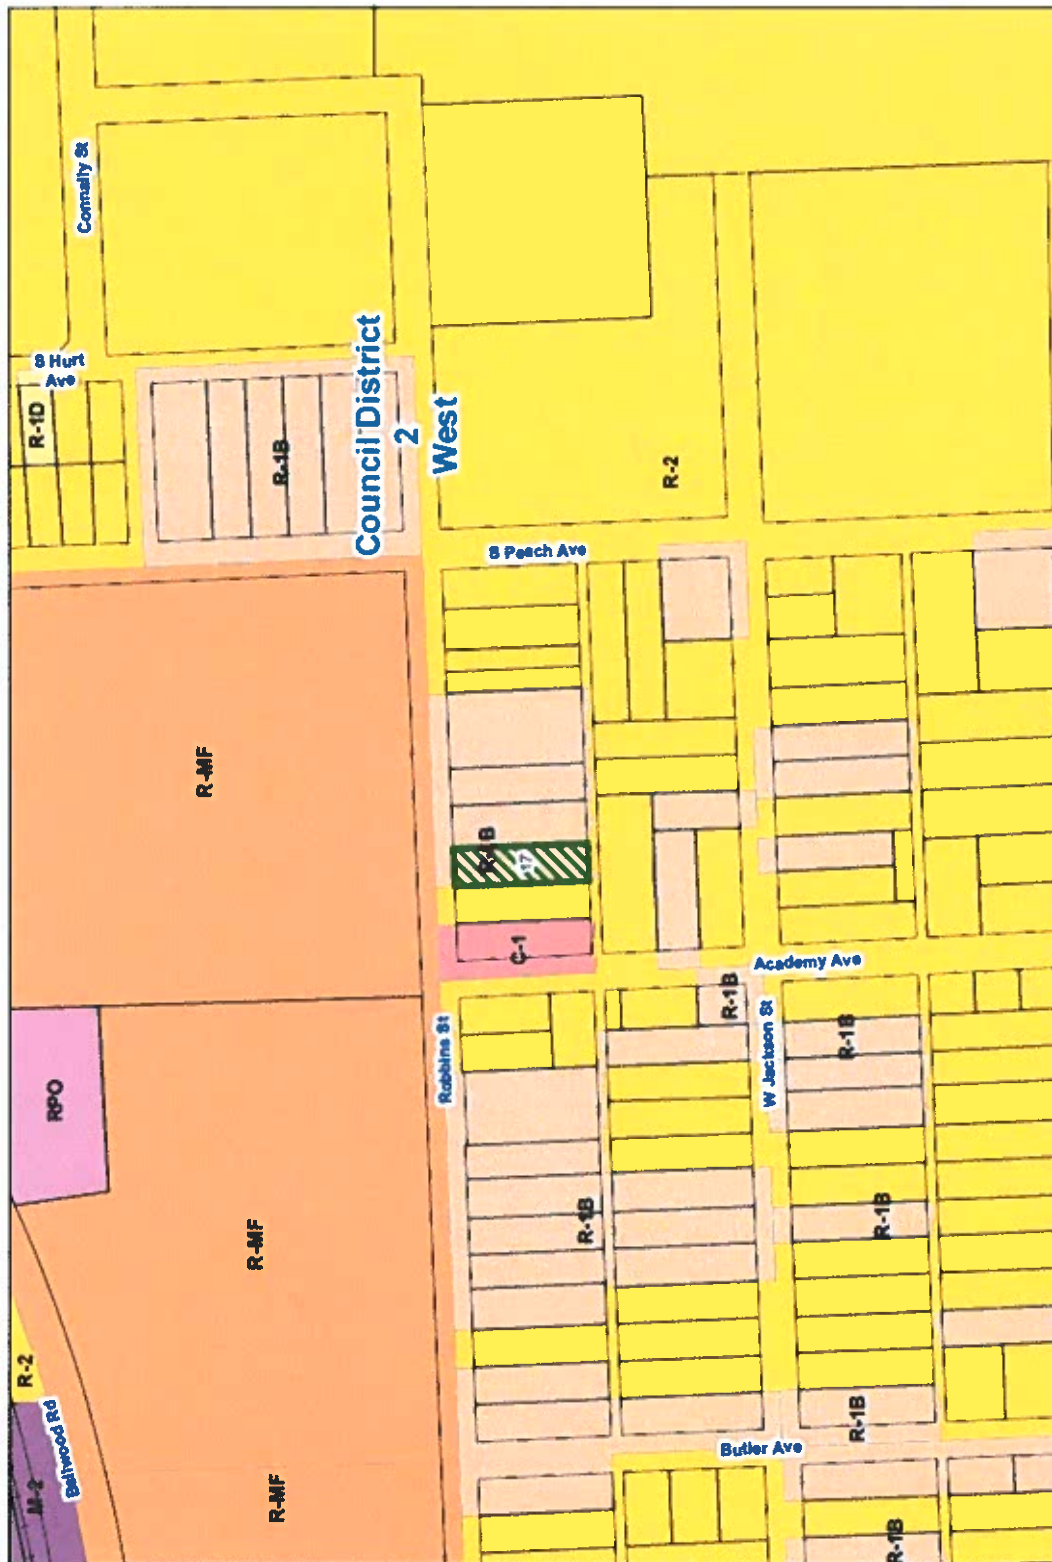 Connally St
S Hurt
Ave
R-1D
R-1B
Council District
2
West
R-2
S Peach Ave
R-MF
R-1B
C-1
Academy Ave
R-1B
W Jackson St
R-1B
Robbins St
RPO
R-MF
R-1B
R-1B
R-2
Bellwood Rd
M-2
R-MF
Butler Ave
R-1B
R-1B